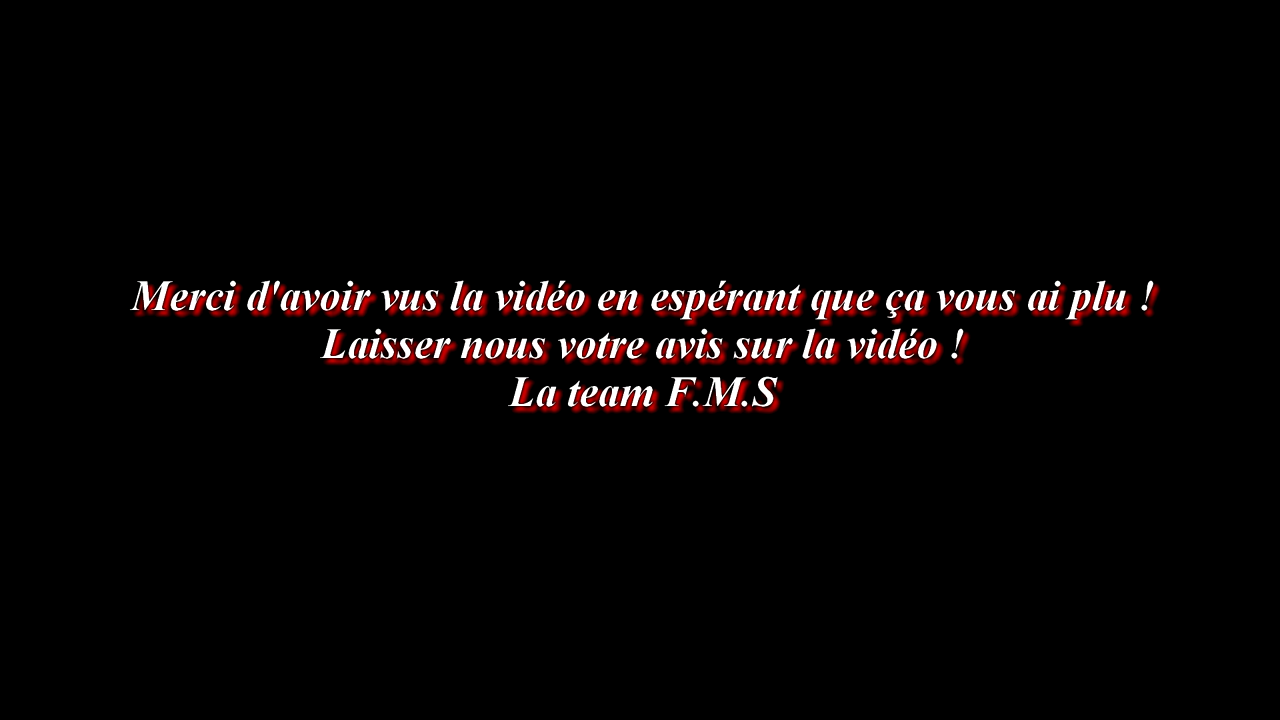 Merci d'avoir vus la vidéo en espérant que ça vous ai plu !
Laisser nous votre avis sur la vidéo !
La team F.M.S